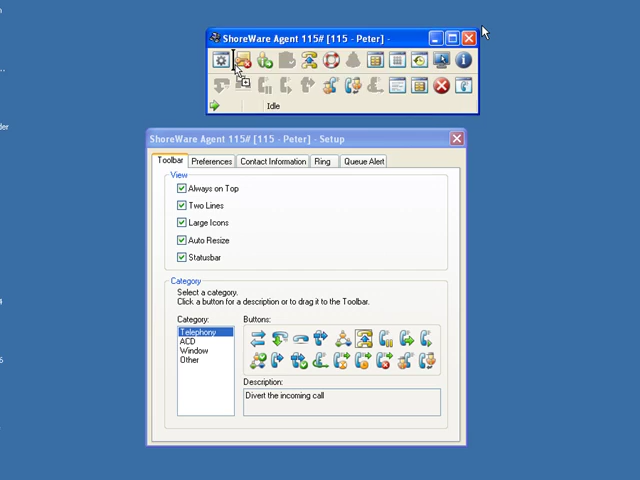 ShoreWare Agent 115# [115 - Peter] -
Idle
ShoreWare Agent 115# [115 - Peter] - Setup
Toolbar
Preferences
Contact Information
Ring
Queue Alert
View
Always on Top
Two Lines
Large Icons
Auto Resize
Statusbar
Category
Select a category.
Click a button for a description or to drag it to the Toolbar.
Category:
Buttons:
Telephony
ACD
Window
Other
Description:
Divert the incoming call
der